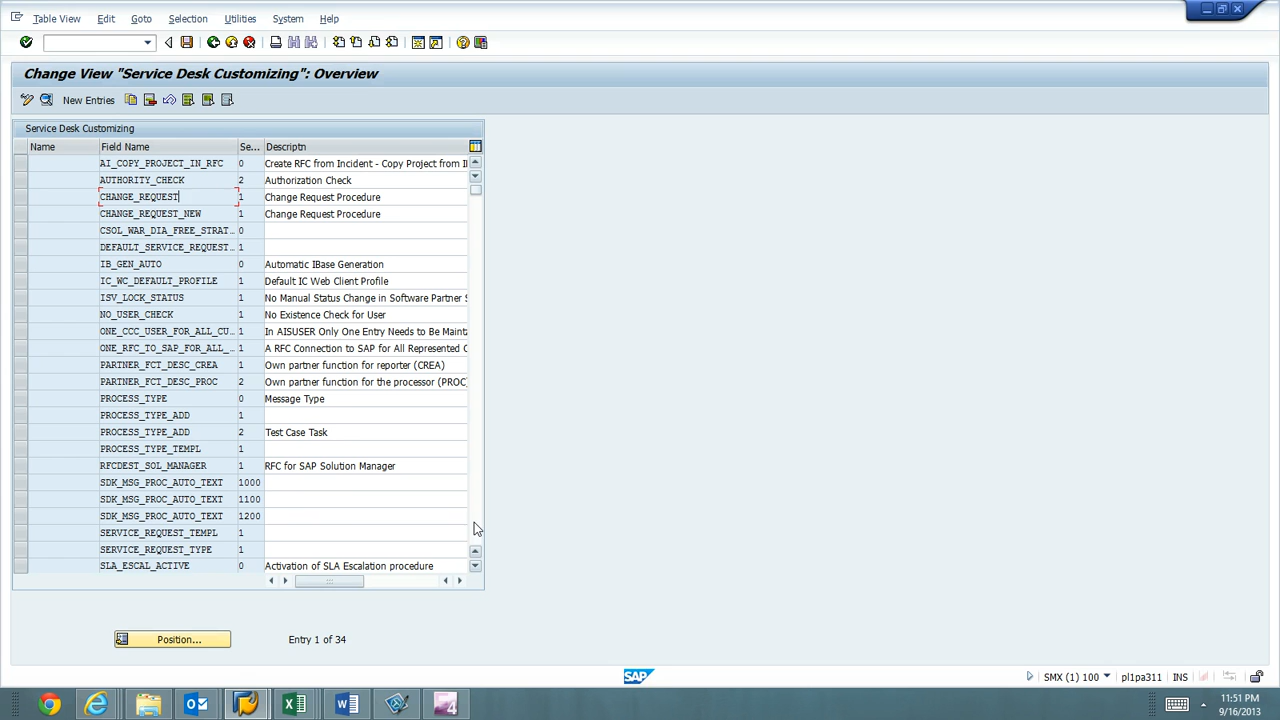 Table View Edit Goto Selection Utilities System Help
Change View "Service Desk Customizing": Overview
New Entries
Service Desk Customizing
Name Field Name Se... Descriptn
AI_COPY_PROJECT_IN_RFC 0 Create RFC from Incident - Copy Project from I
AUTHORITY_CHECK 2 Authorization Check
CHANGE_REQUEST 1 Change Request Procedure
CHANGE_REQUEST_NEW 1 Change Request Procedure
CSOL_WAR_DIA_FREE_STRAT... 0
DEFAULT_SERVICE_REQUEST... 1
IB_GEN_AUTO 0 Automatic IBase Generation
IC_WC_DEFAULT_PROFILE 1 Default IC Web Client Profile
ISV_LOCK_STATUS 1 No Manual Status Change in Software Partner S
NO_USER_CHECK 1 No Existence Check for User
ONE_CCC_USER_FOR_ALL_CU... 1 In AISUSER Only One Entry Needs to Be Maint
ONE_RFC_TO_SAP_FOR_ALL_... 1 A RFC Connection to SAP for All Represented C
PARTNER_FCT_DESC_CREA 1 Own partner function for reporter (CREA)
PARTNER_FCT_DESC_PROC 2 Own partner function for the processor (PROC)
PROCESS_TYPE 0 Message Type
PROCESS_TYPE_ADD 1
PROCESS_TYPE_ADD 2 Test Case Task
PROCESS_TYPE_TEMPL 1
RFCDEST_SOL_MANAGER 1 RFC for SAP Solution Manager
SDK_MSG_PROC_AUTO_TEXT 1000
SDK_MSG_PROC_AUTO_TEXT 1100
SDK_MSG_PROC_AUTO_TEXT 1200
SERVICE_REQUEST_TEMPL 1
SERVICE_REQUEST_TYPE 1
SLA_ESCAL_ACTIVE 0 Activation of SLA Escalation procedure
Position... Entry 1 of 34
SAP SMX (1) 100 pl1pa311 INS
11:51 PM
9/16/2013